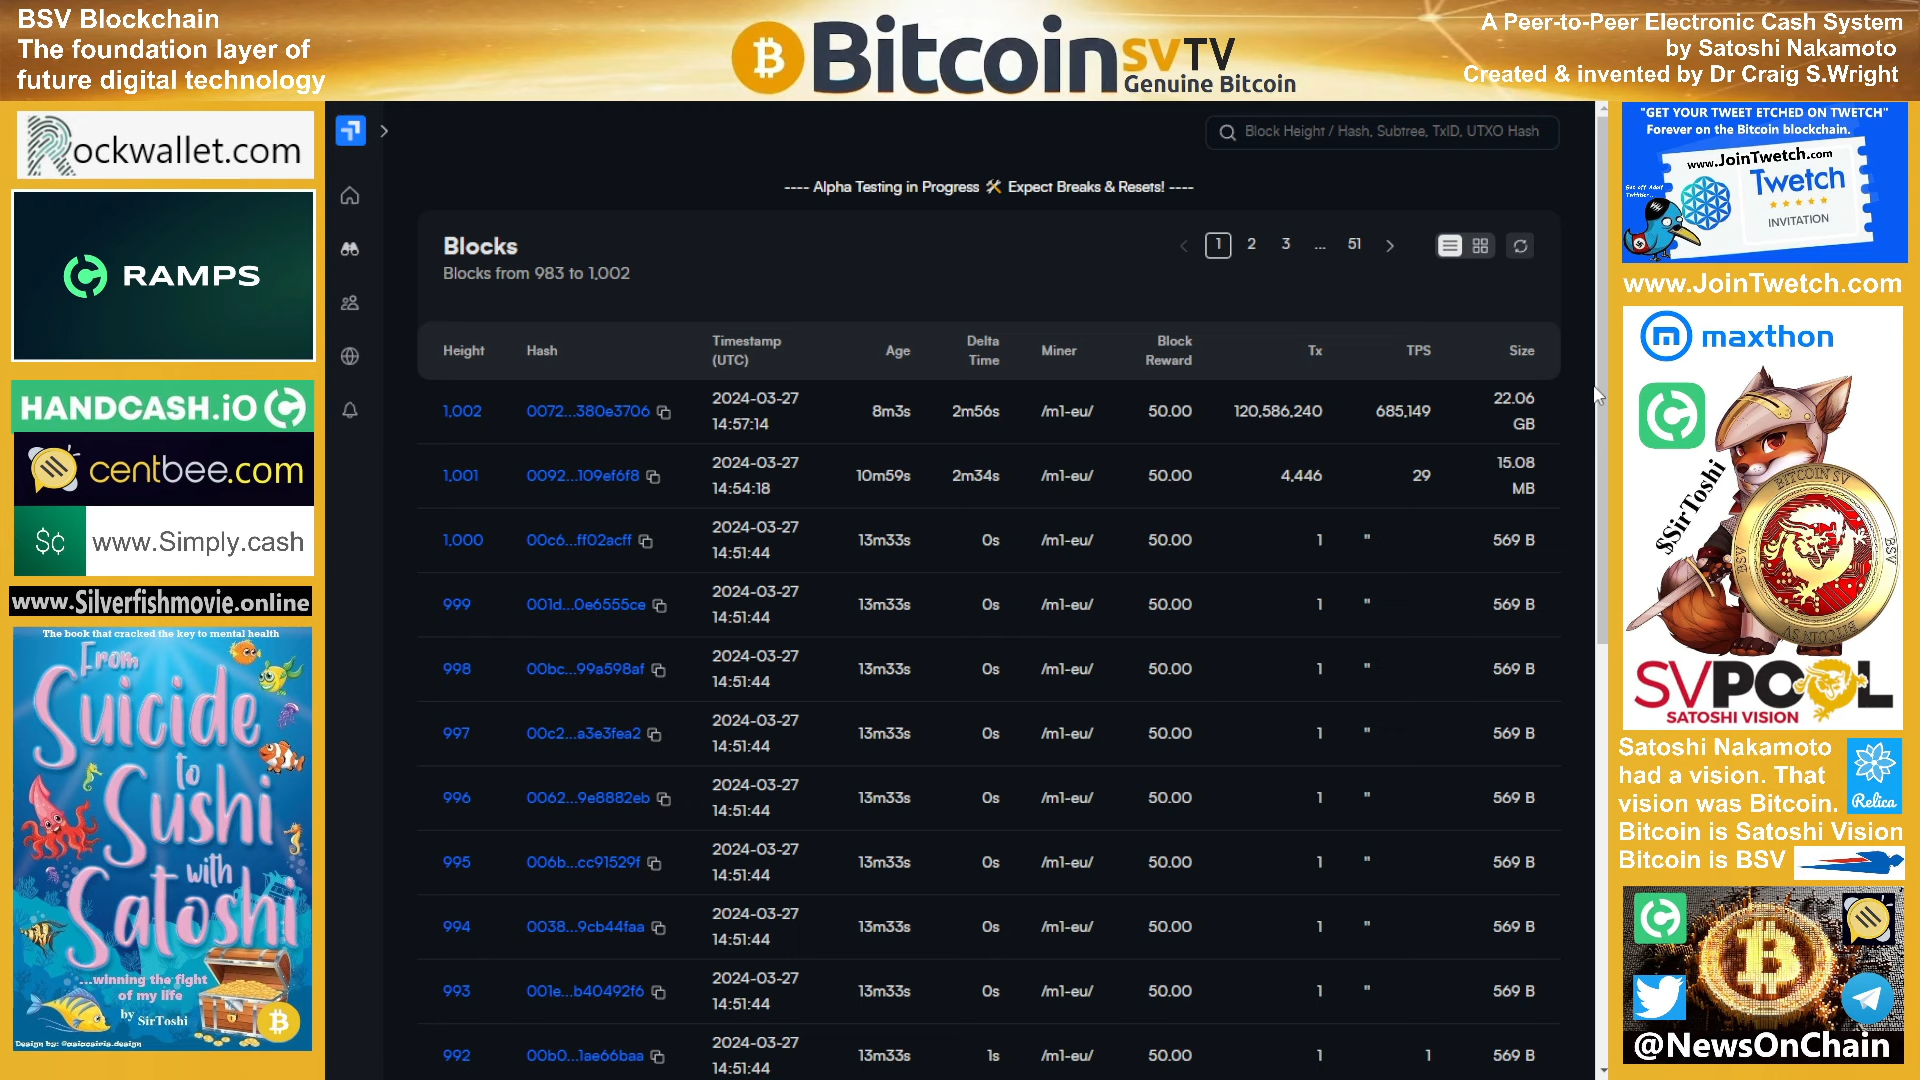 BSV Blockchain
The foundation layer of
future digital technology
Bitcoin SVTV
Genuine Bitcoin
A Peer-to-Peer Electronic Cash System
by Satoshi Nakamoto
Created & invented by Dr Craig S.Wright
Rockwallet.com
RAMPS
HANDCASH.iO
centbee.com
$¢ www.Simply.cash
www.Silverfishmovie.online
The book that cracked the key to mental health
From
Suicide
to
Sushi
with
Satoshi
...winning the fight
of my life
by SirToshi
Block Height / Hash, Subtree, TxID, UTXO Hash
---- Alpha Testing in Progress 🛠 Expect Breaks & Resets! ----
Blocks
Blocks from 983 to 1,002
1 2 3 ... 51
Height Hash Timestamp (UTC) Age Delta Time Miner Block Reward Tx TPS Size
1,002 0072...380e3706 2024-03-27 14:57:14 8m3s 2m56s /m1-eu/ 50.00 120,586,240 685,149 22.06 GB
1,001 0092...109ef6f8 2024-03-27 14:54:18 10m59s 2m34s /m1-eu/ 50.00 4,446 29 15.08 MB
1,000 00c6...ff02acff 2024-03-27 14:51:44 13m33s 0s /m1-eu/ 50.00 1 " 569 B
999 001d...0e6555ce 2024-03-27 14:51:44 13m33s 0s /m1-eu/ 50.00 1 " 569 B
998 00bc...99a598af 2024-03-27 14:51:44 13m33s 0s /m1-eu/ 50.00 1 " 569 B
997 00c2...a3e3fea2 2024-03-27 14:51:44 13m33s 0s /m1-eu/ 50.00 1 " 569 B
996 0062...9e8882eb 2024-03-27 14:51:44 13m33s 0s /m1-eu/ 50.00 1 " 569 B
995 006b...cc91529f 2024-03-27 14:51:44 13m33s 0s /m1-eu/ 50.00 1 " 569 B
994 0038...9cb44faa 2024-03-27 14:51:44 13m33s 0s /m1-eu/ 50.00 1 " 569 B
993 001e...b40492f6 2024-03-27 14:51:44 13m33s 0s /m1-eu/ 50.00 1 " 569 B
992 00b0...1ae66baa 2024-03-27 14:51:44 13m33s 1s /m1-eu/ 50.00 1 1 569 B
"GET YOUR TWEET ETCHED ON TWETCH"
Forever on the Bitcoin blockchain.
www.JoinTwetch.com
Twetch
INVITATION
www.JoinTwetch.com
maxthon
$SirToshi
BITCOIN SV
BSV
BSV
BITCOIN SV
SVPOOL
SATOSHI VISION
Satoshi Nakamoto
had a vision. That
vision was Bitcoin.
Relica
Bitcoin is Satoshi Vision
Bitcoin is BSV
@NewsOnChain